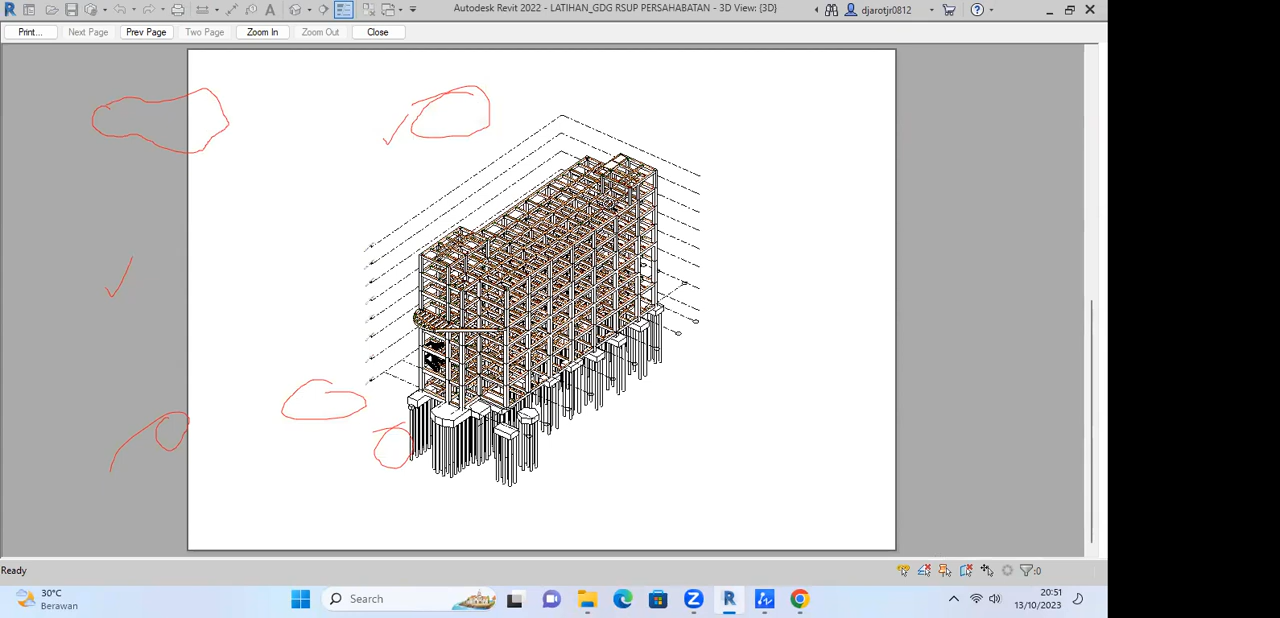 Autodesk Revit 2022 - LATIHAN_GDG RSUP PERSAHABATAN - 3D View: {3D}
djarotjr0812
Print... Next Page Prev Page Two Page Zoom In Zoom Out Close
Ready
:0
30°C
Berawan
Search
20:51
13/10/2023